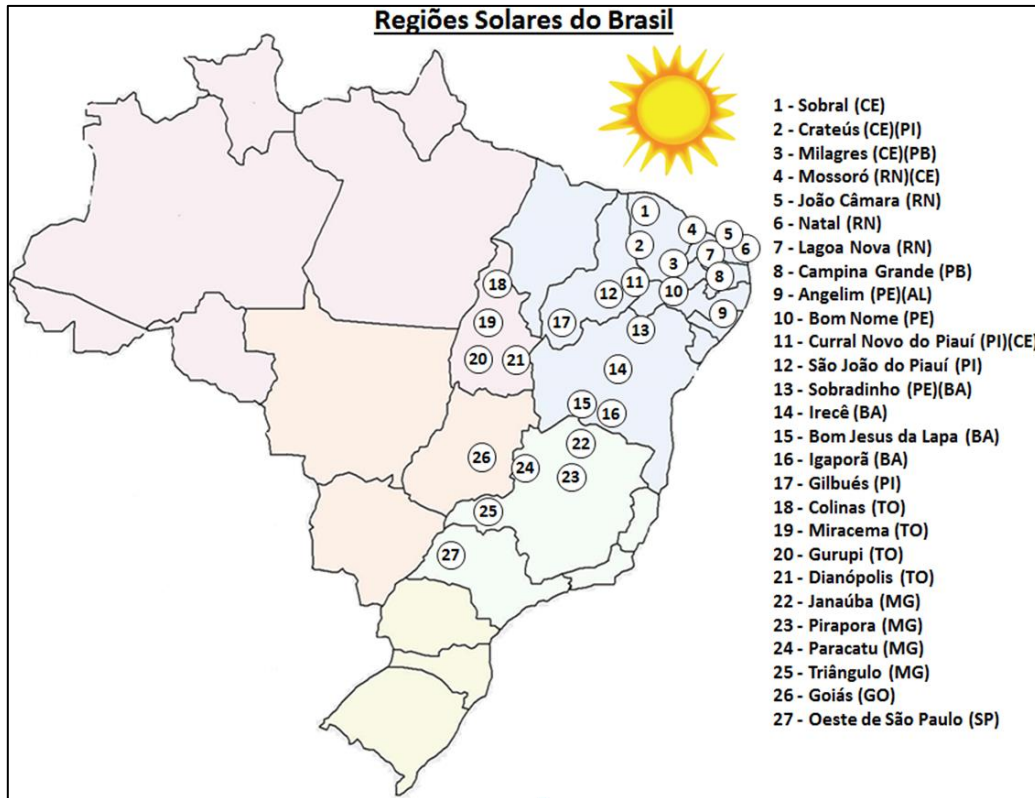 Regiões Solares do Brasil
1 - Sobral (CE)
2 - Crateús (CE)(PI)
3 - Milagres (CE)(PB)
4 - Mossoró (RN)(CE)
5 - João Câmara (RN)
6 - Natal (RN)
7 - Lagoa Nova (RN)
8 - Campina Grande (PB)
9 - Angelim (PE)(AL)
10 - Bom Nome (PE)
11 - Curral Novo do Piauí (PI)(CE)
12 - São João do Piauí (PI)
13 - Sobradinho (PE)(BA)
14 - Irecê (BA)
15 - Bom Jesus da Lapa (BA)
16 - Igaporã (BA)
17 - Gilbués (PI)
18 - Colinas (TO)
19 - Miracema (TO)
20 - Gurupi (TO)
21 - Dianópolis (TO)
22 - Janaúba (MG)
23 - Pirapora (MG)
24 - Paracatu (MG)
25 - Triângulo (MG)
26 - Goiás (GO)
27 - Oeste de São Paulo (SP)
1
4
5
2
6
7
3
8
18
11
12
10
9
19
17
13
20
21
14
15
16
22
26
24
23
25
27